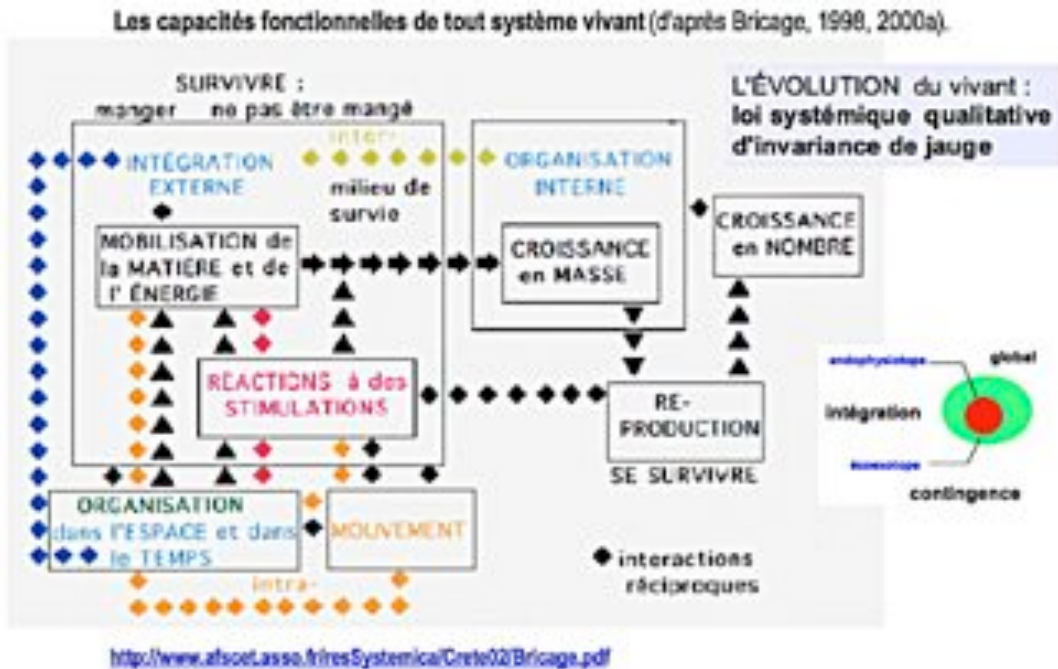 Les capacités fonctionnelles de tout système vivant (d'après Bricage, 1998, 2000a).
SURVIVRE :
manger ne pas être mangé
L'ÉVOLUTION du vivant :
loi systémique qualitative
d'invariance de jauge
inter-
INTÉGRATION
EXTERNE
milieu de
survie
ORGANISATION
INTERNE
MOBILISATION de
la MATIÈRE et de
l' ÉNERGIE
CROISSANCE
en MASSE
CROISSANCE
en NOMBRE
RÉACTIONS à des
STIMULATIONS
RE-
PRODUCTION
SE SURVIVRE
ORGANISATION
dans l'ESPACE et dans
le TEMPS
MOUVEMENT
intra-
interactions
réciproques
endophysiotope
global
intégration
contingence
http://www.afscet.asso.fr/resSystemica/Crete02/Bricage.pdf